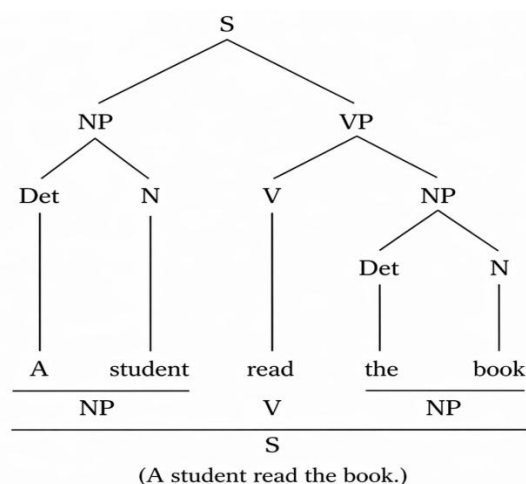 S
NP VP
Det N V NP
Det N
A student read the book
NP V NP
S
(A student read the book.)